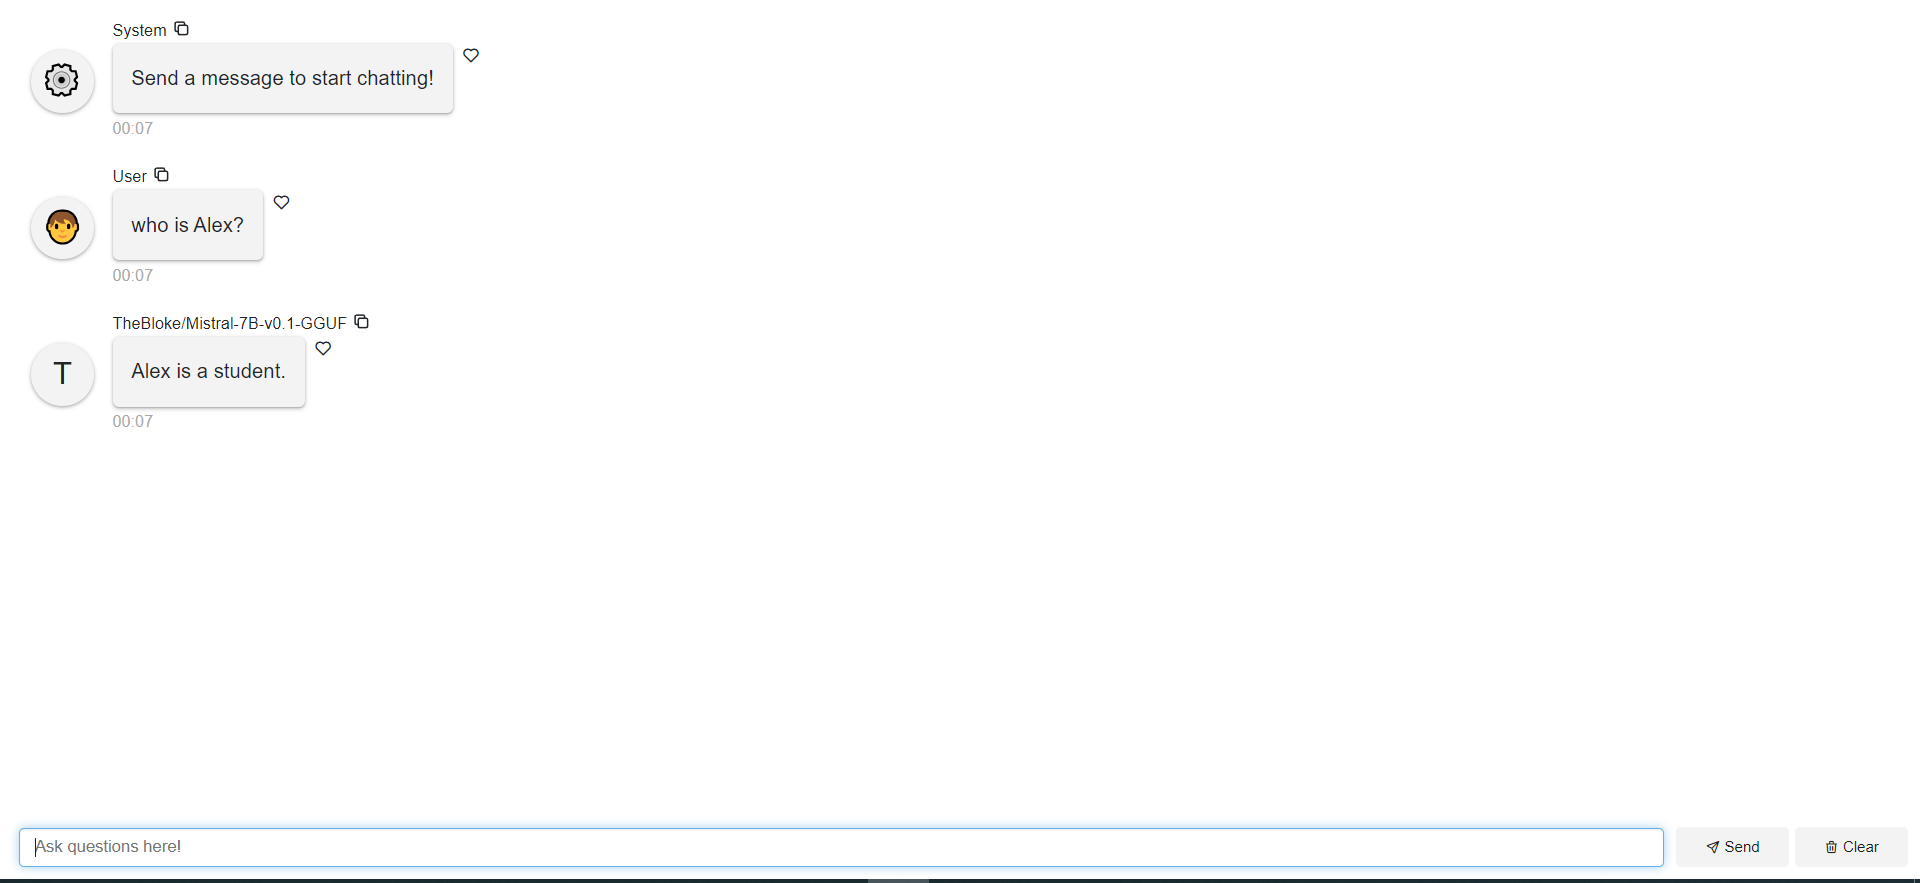 System
Send a message to start chatting!
00:07
User
who is Alex?
00:07
TheBloke/Mistral-7B-v0.1-GGUF
T
Alex is a student.
00:07
Ask questions here!
Send
Clear